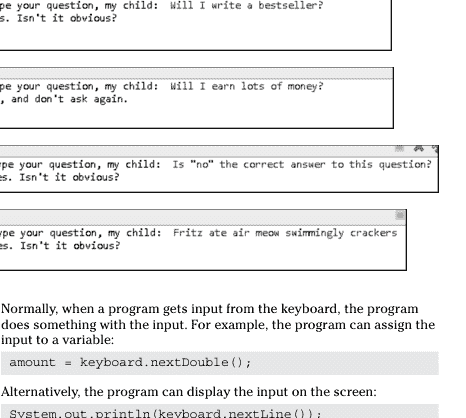 pe your question, my child:  Will I write a bestseller?
s. Isn't it obvious?
pe your question, my child:  Will I earn lots of money?
, and don't ask again.
ype your question, my child:  Is "no" the correct answer to this question?
es. Isn't it obvious?
ype your question, my child:  Fritz ate air meow swimmingly crackers
es. Isn't it obvious?
Normally, when a program gets input from the keyboard, the program
does something with the input. For example, the program can assign the
input to a variable:
amount = keyboard.nextDouble();
Alternatively, the program can display the input on the screen:
System.out.println(keyboard.nextLine());